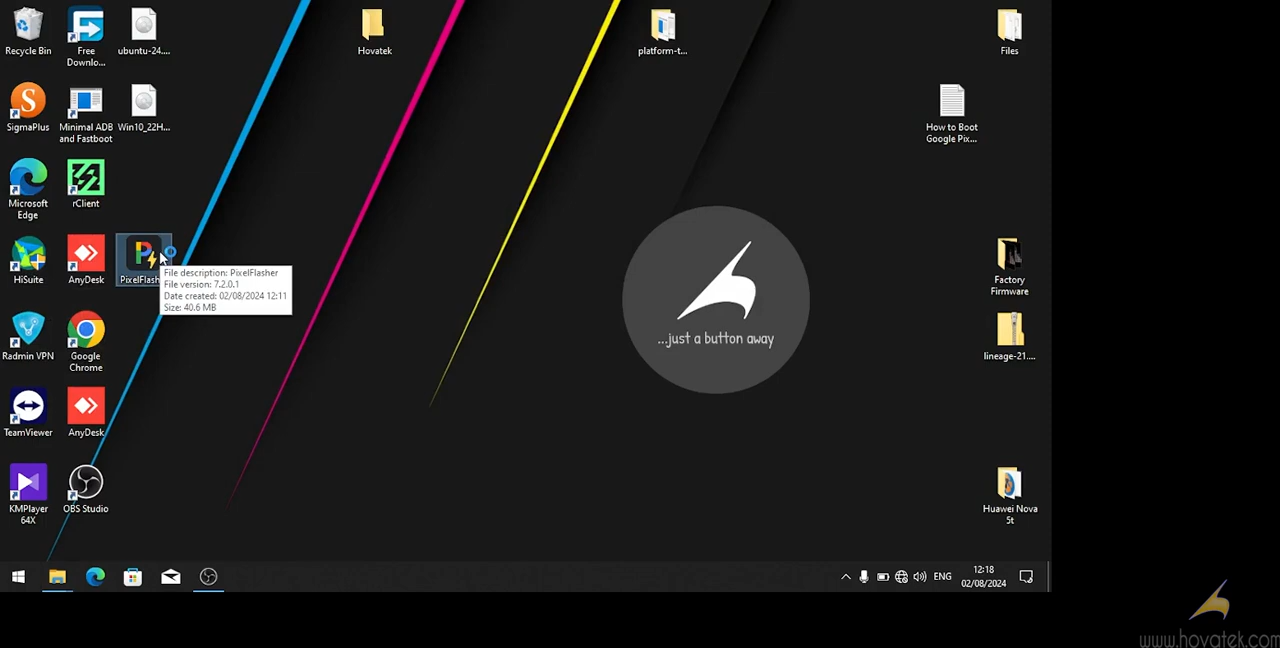 Recycle Bin
Free
Downlo...
ubuntu-24....
Hovatek
platform-t...
Files
SigmaPlus
Minimal ADB
and Fastboot
Win10_22H...
How to Boot
Google Pix...
Microsoft
Edge
rClient
HiSuite
AnyDesk
PixelFlash
File description: PixelFlasher
File version: 7.2.0.1
Date created: 02/08/2024 12:11
Size: 40.6 MB
Factory
Firmware
...just a button away
Radmin VPN
Google
Chrome
lineage-21....
TeamViewer
AnyDesk
KMPlayer
64X
OBS Studio
Huawei Nova
5t
ENG
12:18
02/08/2024
www.hovatek.com